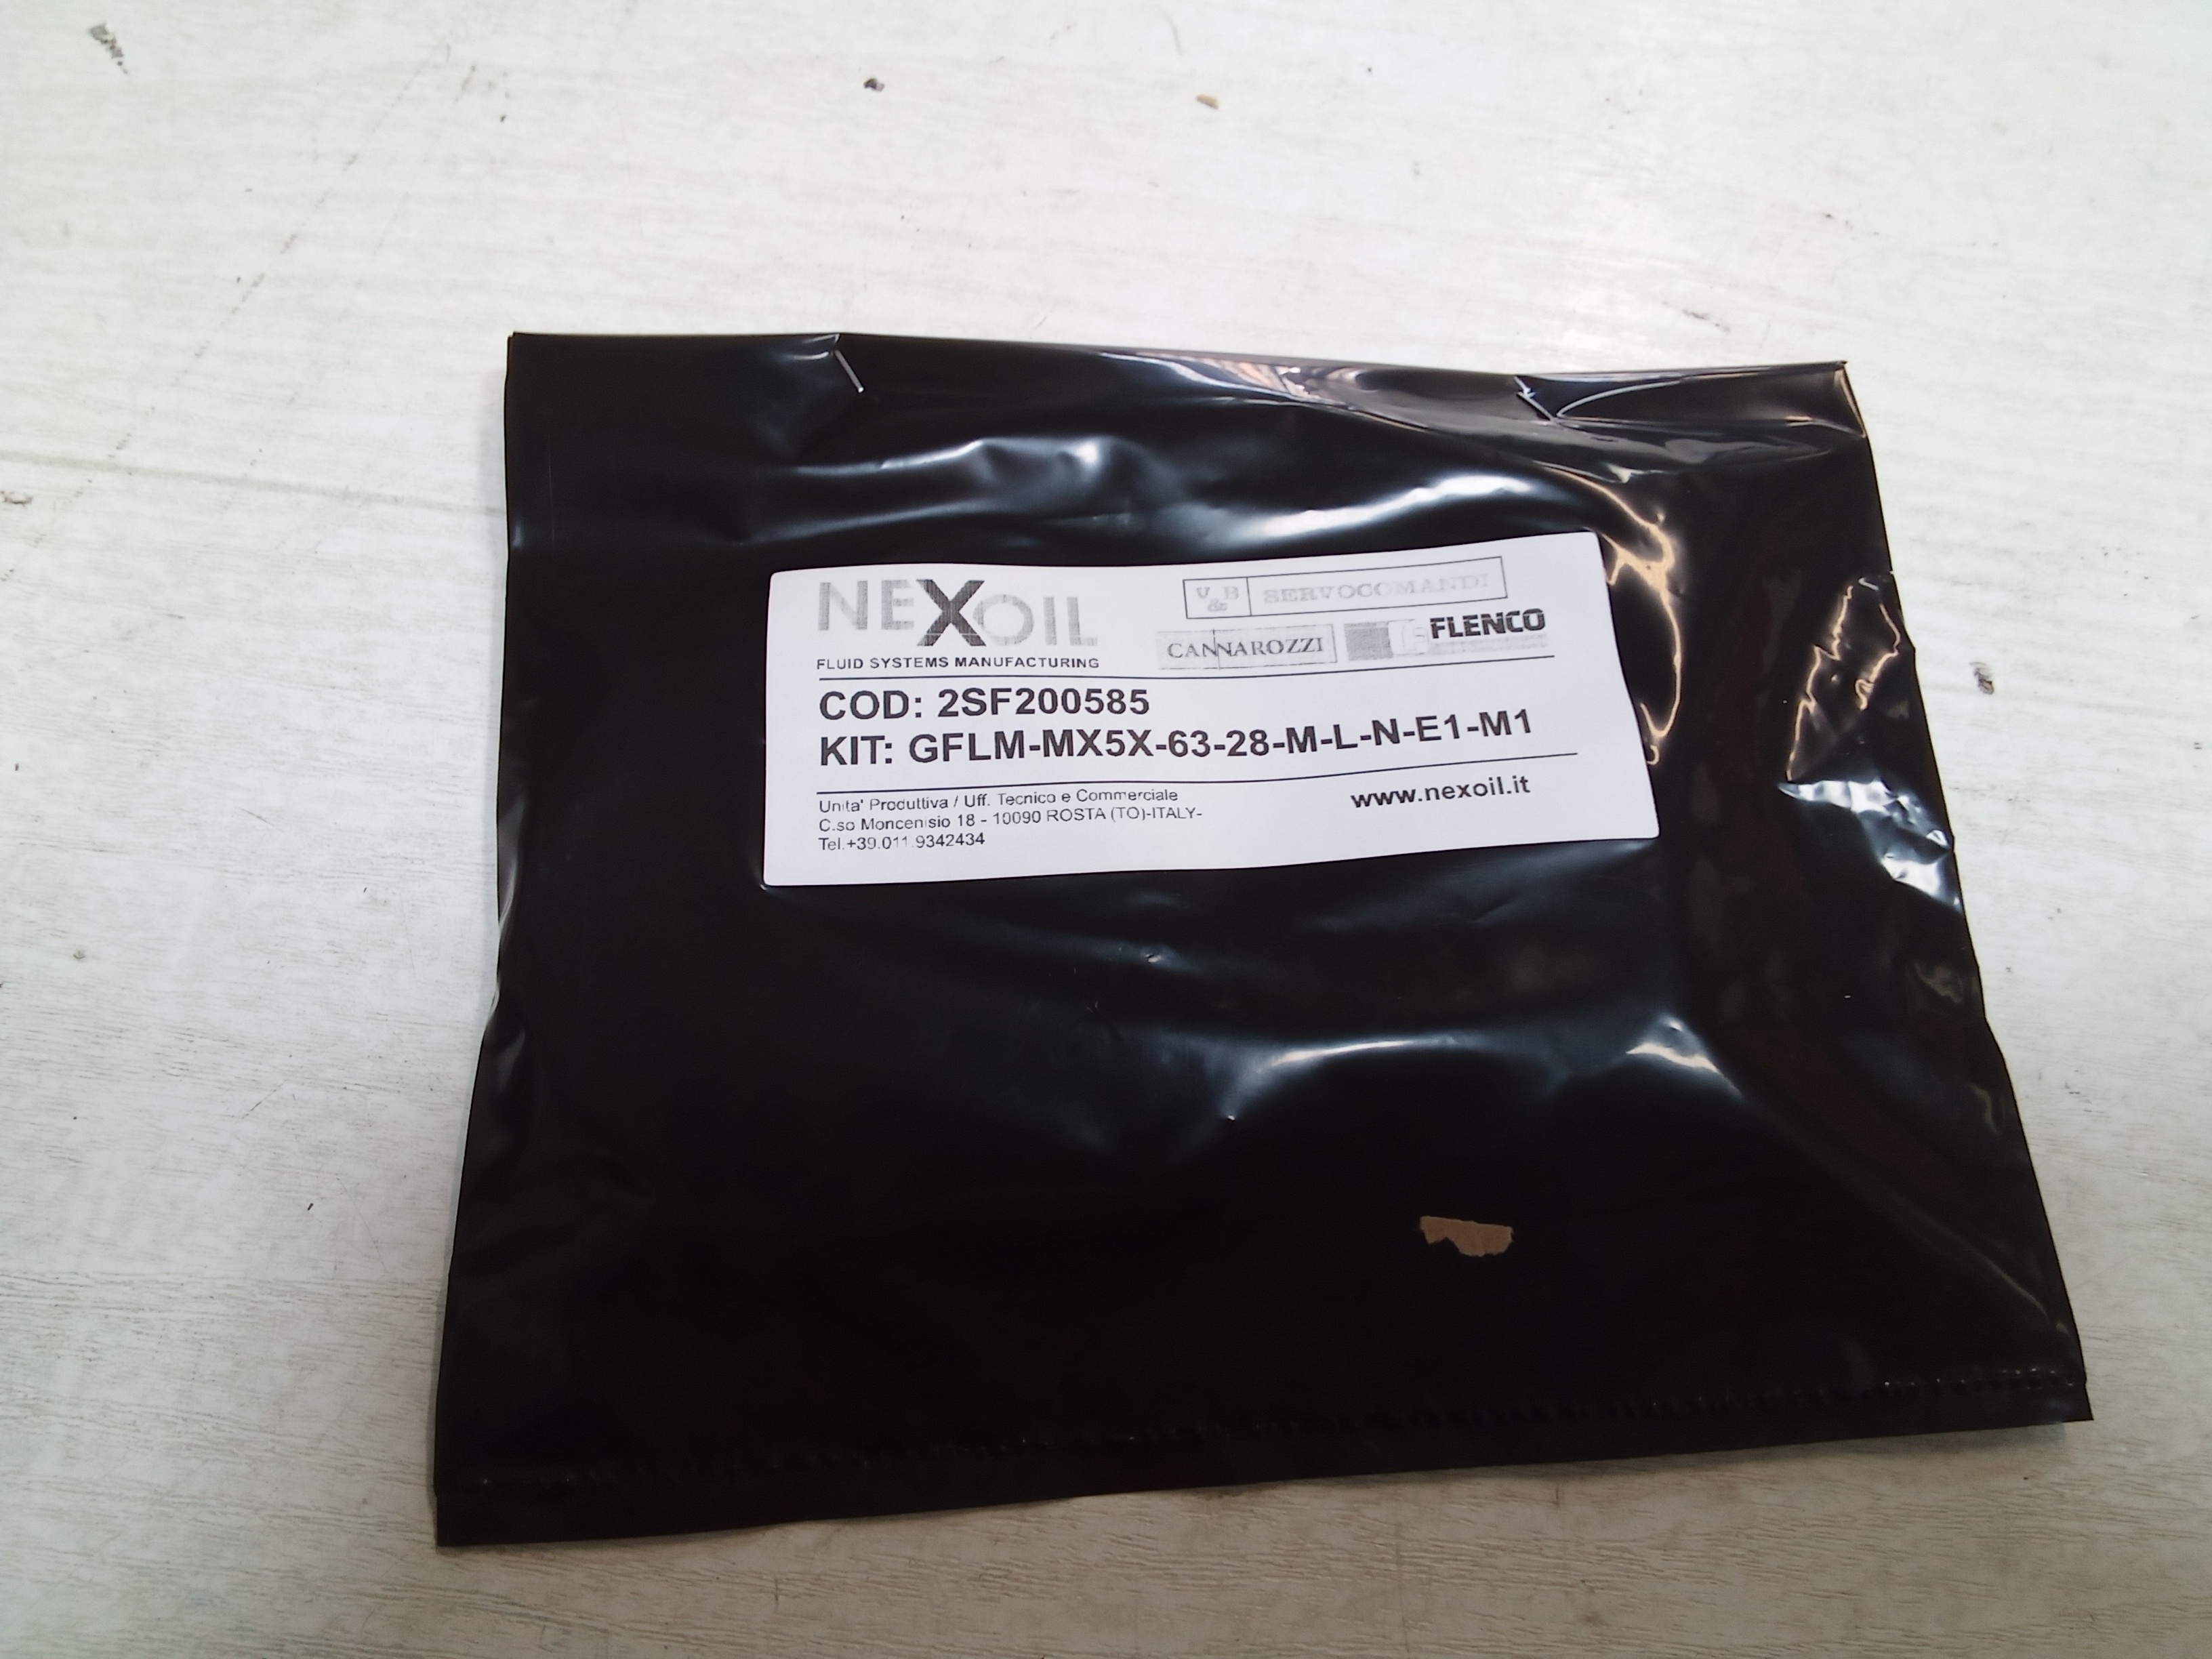 NEXOIL
FLUID SYSTEMS MANUFACTURING
V&B SERVOCOMANDI
CANNAROZZI
FLENCO
COD: 2SF200585
KIT: GFLM-MX5X-63-28-M-L-N-E1-M1
Unita' Produttiva / Uff. Tecnico e Commerciale
C.so Moncenisio 18 - 10090 ROSTA (TO)-ITALY-
Tel.+39.011.9342434
www.nexoil.it